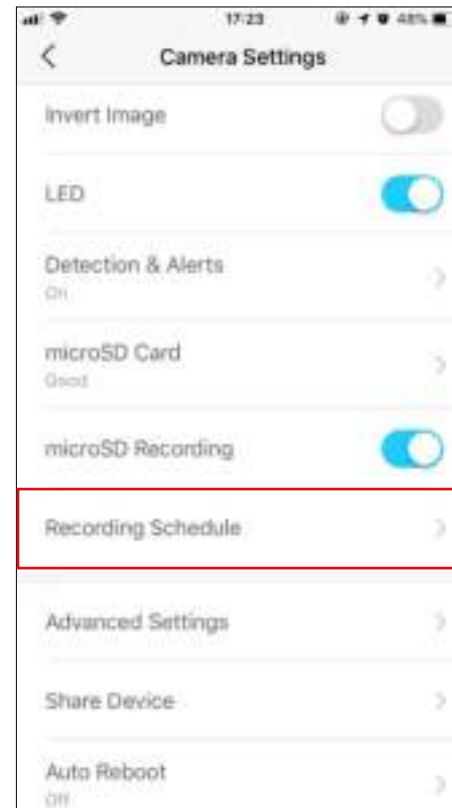 17:23
48%
Camera Settings
Invert Image
LED
Detection & Alerts
On
microSD Card
Good
microSD Recording
Recording Schedule
Advanced Settings
Share Device
Auto Reboot
Off